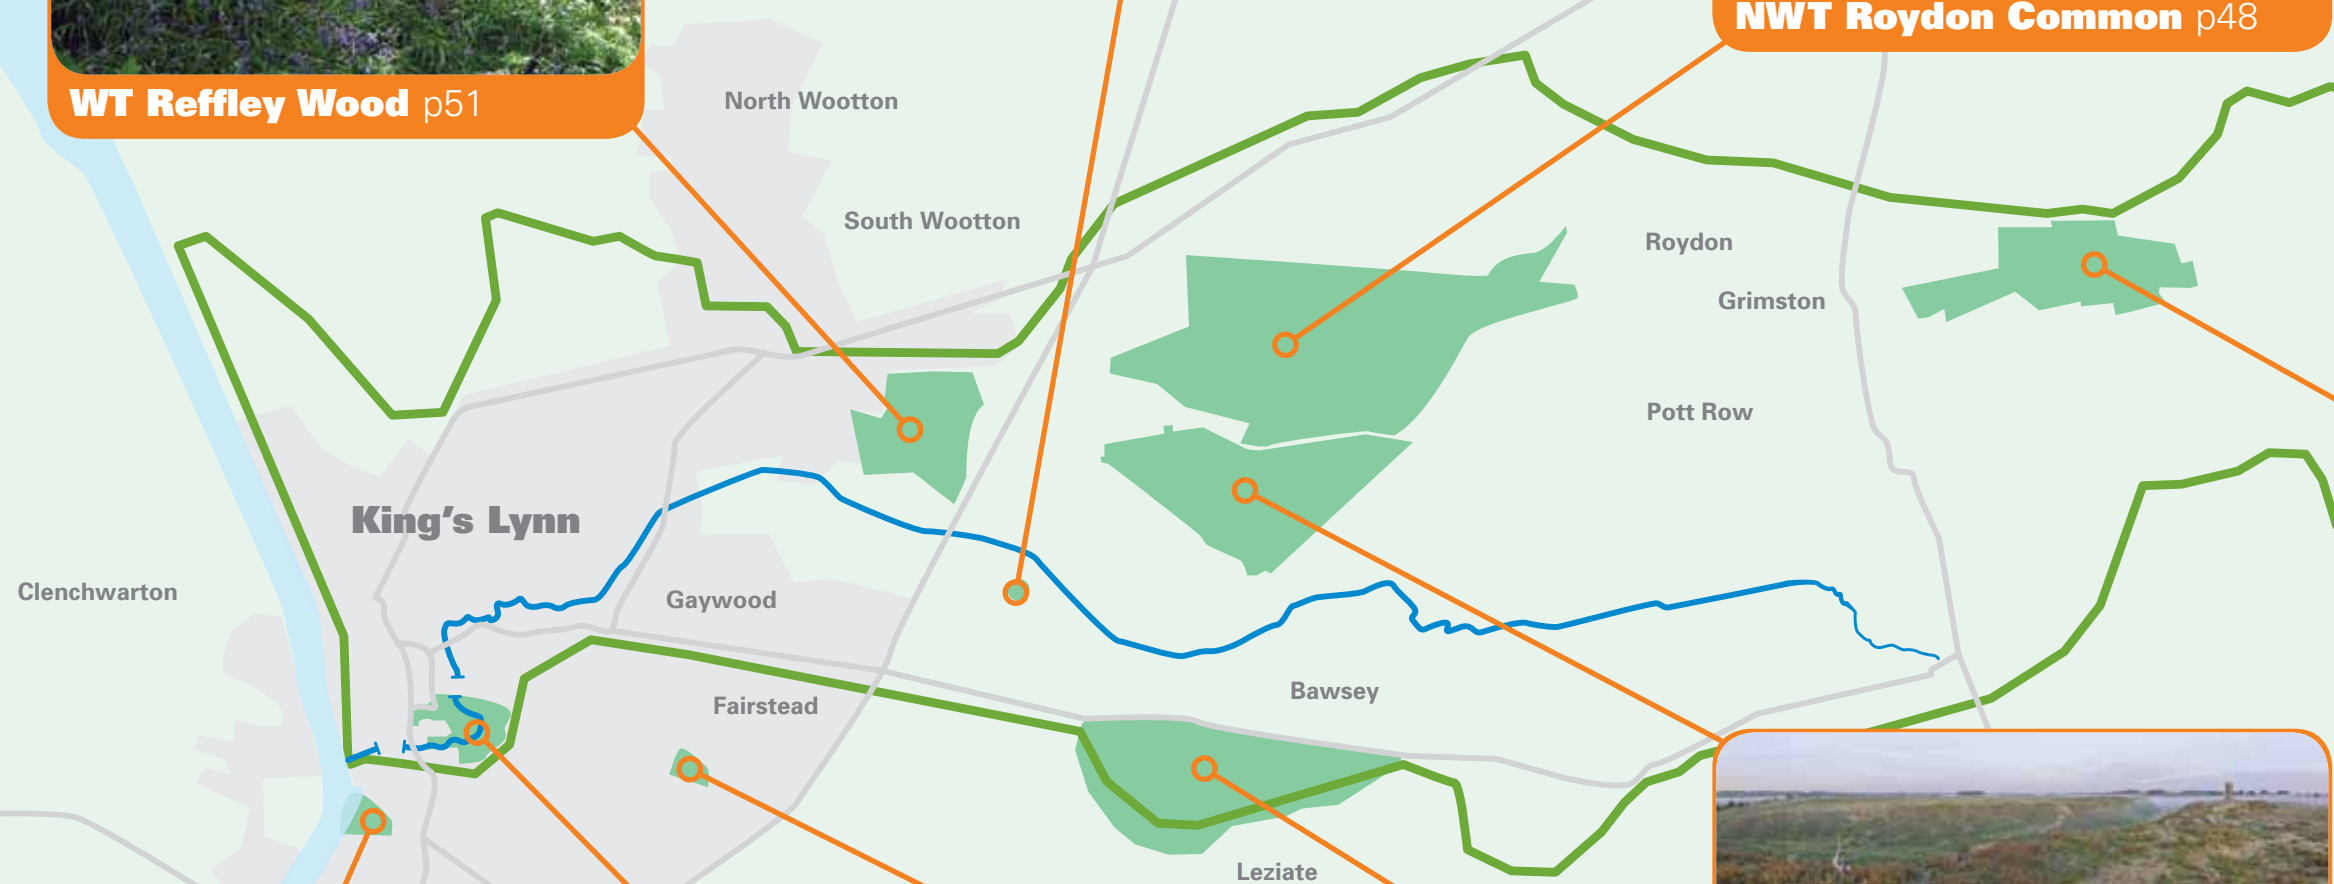 NWT Roydon Common p48
WT Reffley Wood p51
North Wootton
South Wootton
Roydon
Grimston
Pott Row
King's Lynn
Clenchwarton
Gaywood
Bawsey
Fairstead
Leziate